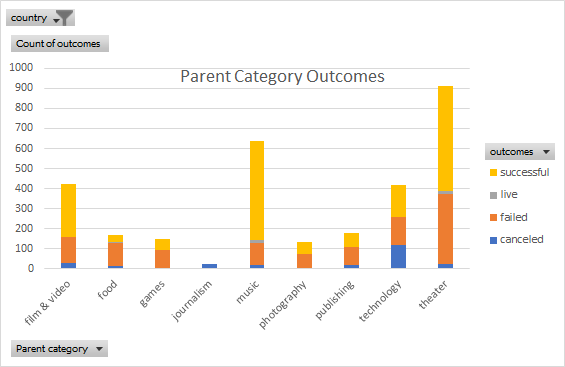 country
Count of outcomes
Parent Category Outcomes
1000
900
800
700
600
500
400
300
200
100
0
film & video
food
games
journalism
music
photography
publishing
technology
theater
outcomes
successful
live
failed
canceled
Parent category